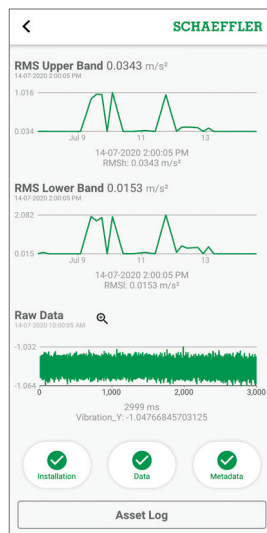 SCHAEFFLER
RMS Upper Band 0.0343 m/s²
14-07-2020 2:00:05 PM
1.016
0.034
Jul 9 11 13
14-07-2020 2:00:05 PM
RMSh: 0.0343 m/s²
RMS Lower Band 0.0153 m/s²
14-07-2020 2:00:05 PM
2.082
0.015
Jul 9 11 13
14-07-2020 2:00:05 PM
RMSl: 0.0153 m/s²
Raw Data
14-07-2020 10:00:05 AM
-1.032
-1.064
0 1,000 2,000 3,000
2999 ms
Vibration_Y: -1.04766845703125
Installation Data Metadata
Asset Log